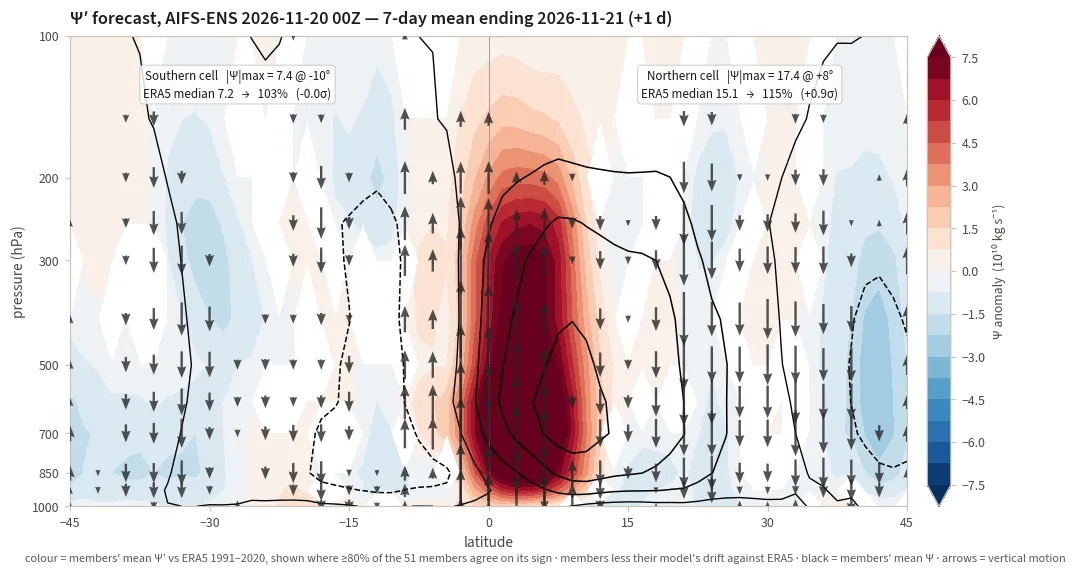 Ψ′ forecast, AIFS-ENS 2026-11-20 00Z — 7-day mean ending 2026-11-21 (+1 d)
Southern cell |Ψ|max = 7.4 @ -10°
ERA5 median 7.2 → 103% (-0.0σ)
Northern cell |Ψ|max = 17.4 @ +8°
ERA5 median 15.1 → 115% (+0.9σ)
pressure (hPa)
100
200
300
500
700
850
1000
−45
−30
−15
0
15
30
45
latitude
7.5
6.0
4.5
3.0
1.5
0.0
−1.5
−3.0
−4.5
−6.0
−7.5
Ψ anomaly (10¹⁰ kg s⁻¹)
colour = members' mean Ψ′ vs ERA5 1991–2020, shown where ≥80% of the 51 members agree on its sign · members less their model's drift against ERA5 · black = members' mean Ψ · arrows = vertical motion